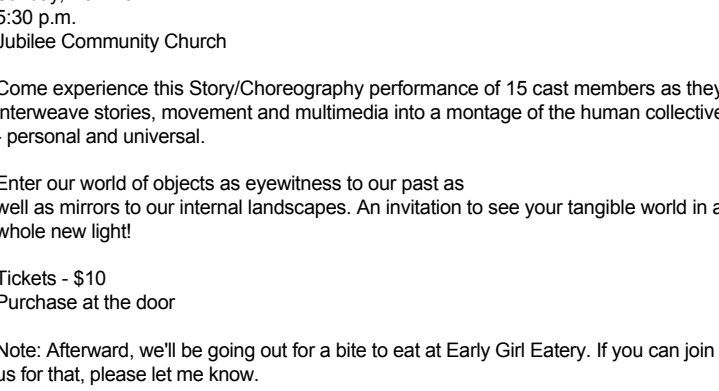 5:30 p.m.
Jubilee Community Church
Come experience this Story/Choreography performance of 15 cast members as they
interweave stories, movement and multimedia into a montage of the human collective
- personal and universal.
Enter our world of objects as eyewitness to our past as
well as mirrors to our internal landscapes. An invitation to see your tangible world in a
whole new light!
Tickets - $10
Purchase at the door
Note: Afterward, we'll be going out for a bite to eat at Early Girl Eatery. If you can join
us for that, please let me know.